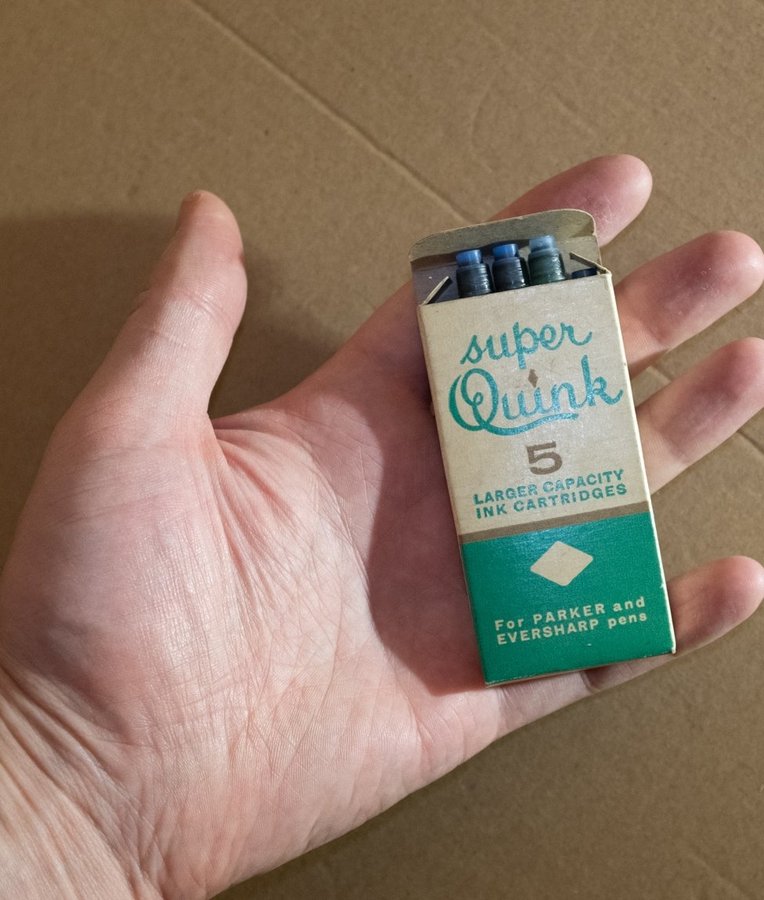 super
Quink
5
LARGER CAPACITY
INK CARTRIDGES
For PARKER and
EVERSHARP pens